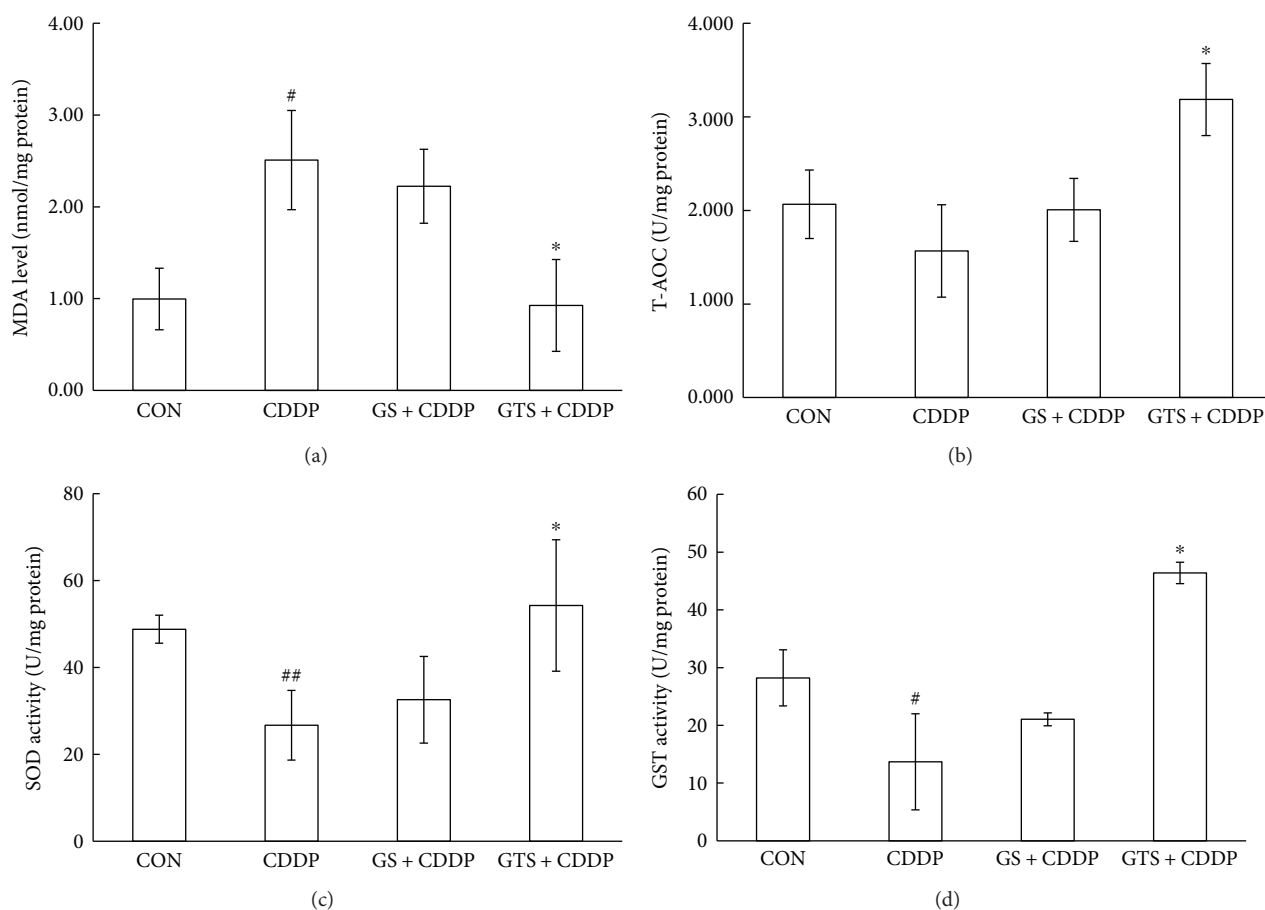 MDA level (nmol/mg protein)
4.00
3.00
2.00
1.00
0.00
#
*
CON
CDDP
GS + CDDP
GTS + CDDP
(a)
T-AOC (U/mg protein)
4.000
3.000
2.000
1.000
0.000
*
CON
CDDP
GS + CDDP
GTS + CDDP
(b)
SOD activity (U/mg protein)
80
60
40
20
0
##
*
CON
CDDP
GS + CDDP
GTS + CDDP
(c)
GST activity (U/mg protein)
60
50
40
30
20
10
0
#
*
CON
CDDP
GS + CDDP
GTS + CDDP
(d)